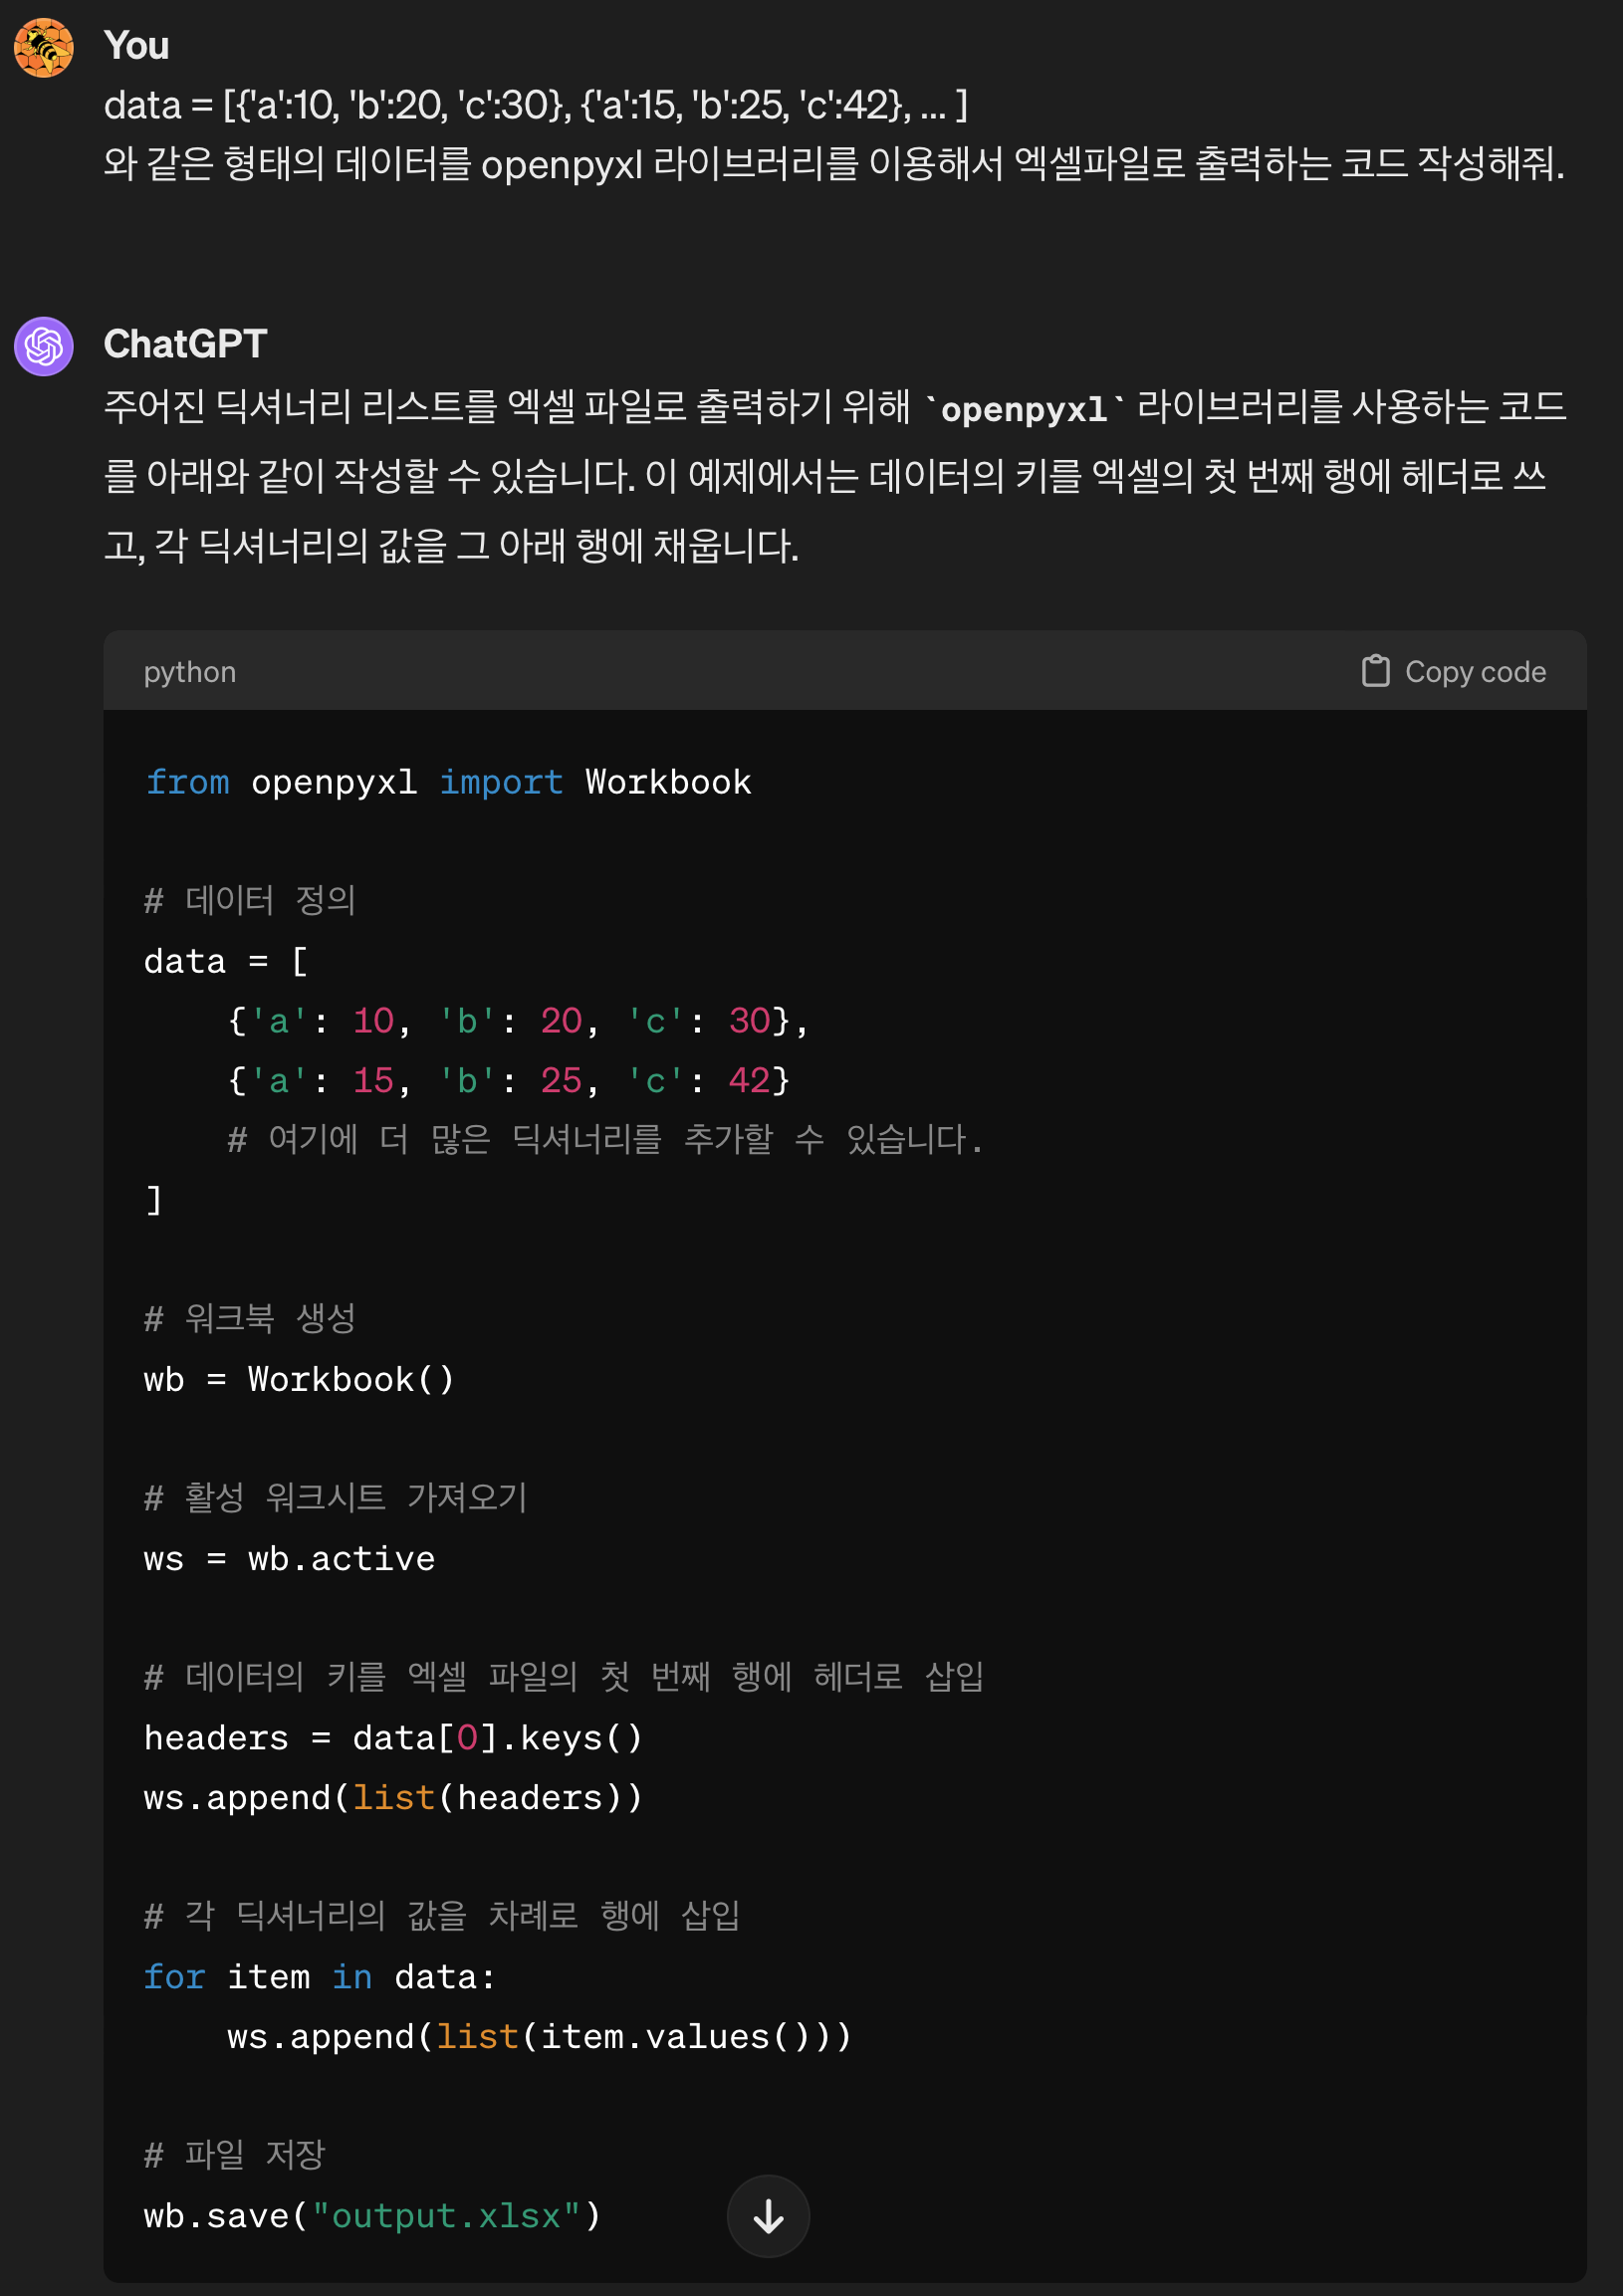 You
data = [{'a':10, 'b':20, 'c':30}, {'a':15, 'b':25, 'c':42}, ... ]
와 같은 형태의 데이터를 openpyxl 라이브러리를 이용해서 엑셀파일로 출력하는 코드 작성해줘.
ChatGPT
주어진 딕셔너리 리스트를 엑셀 파일로 출력하기 위해 `openpyxl` 라이브러리를 사용하는 코드
를 아래와 같이 작성할 수 있습니다. 이 예제에서는 데이터의 키를 엑셀의 첫 번째 행에 헤더로 쓰
고, 각 딕셔너리의 값을 그 아래 행에 채웁니다.
python Copy code
from openpyxl import Workbook
# 데이터 정의
data = [
    {'a': 10, 'b': 20, 'c': 30},
    {'a': 15, 'b': 25, 'c': 42}
    # 여기에 더 많은 딕셔너리를 추가할 수 있습니다.
]
# 워크북 생성
wb = Workbook()
# 활성 워크시트 가져오기
ws = wb.active
# 데이터의 키를 엑셀 파일의 첫 번째 행에 헤더로 삽입
headers = data[0].keys()
ws.append(list(headers))
# 각 딕셔너리의 값을 차례로 행에 삽입
for item in data:
    ws.append(list(item.values()))
# 파일 저장
wb.save("output.xlsx")